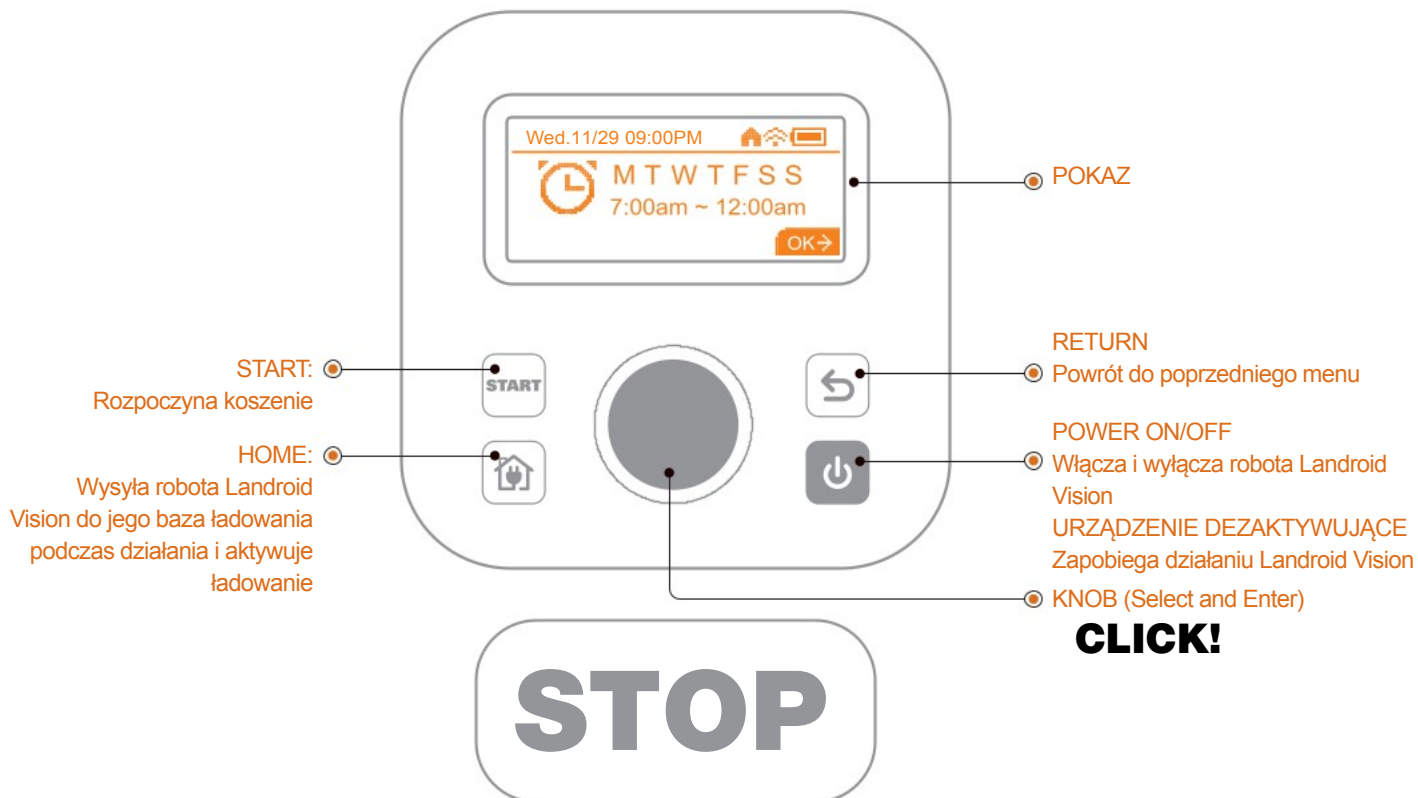 Wed.11/29 09:00PM
M T W T F S S
7:00am ~ 12:00am
OK
POKAZ
START
START:
Rozpoczyna koszenie
HOME:
Wysyła robota Landroid
Vision do jego baza ładowania
podczas działania i aktywuje
ładowanie
RETURN
Powrót do poprzedniego menu
POWER ON/OFF
Włącza i wyłącza robota Landroid
Vision
URZĄDZENIE DEZAKTYWUJĄCE
Zapobiega działaniu Landroid Vision
KNOB (Select and Enter)
CLICK!
STOP